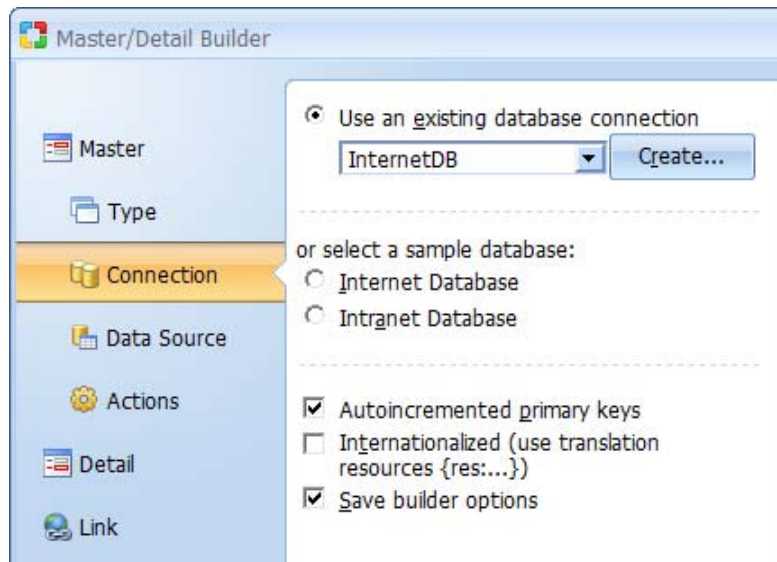 Master/Detail Builder
Master
Type
Connection
Data Source
Actions
Detail
Link
Use an existing database connection
InternetDB
Create...
or select a sample database:
Internet Database
Intranet Database
Autoincremented primary keys
Internationalized (use translation
resources {res:...})
Save builder options